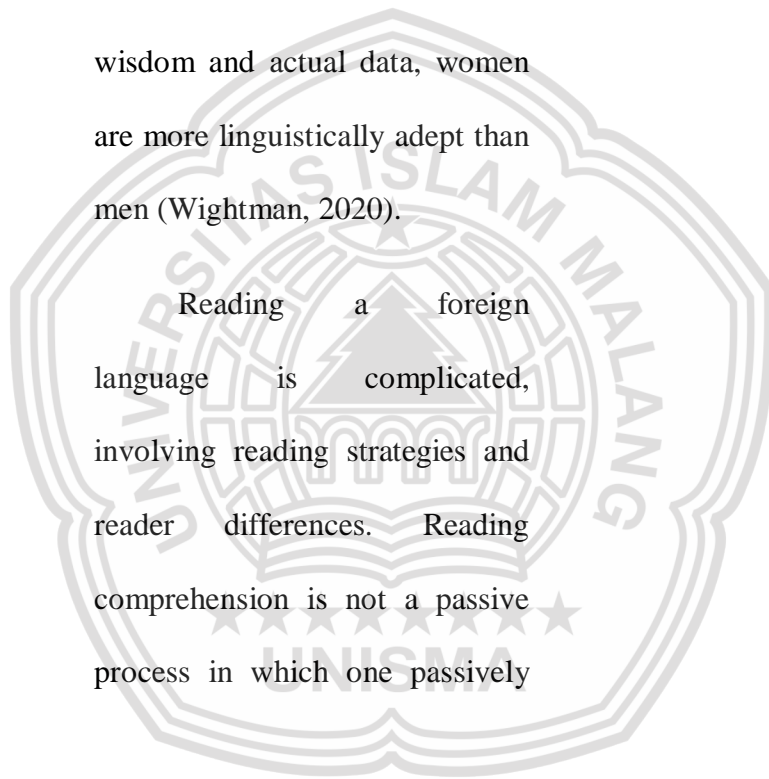 wisdom and actual data, women
are more linguistically adept than
men (Wightman, 2020).
Reading a foreign
language is complicated,
involving reading strategies and
reader differences. Reading
comprehension is not a passive
process in which one passively
UNIVERSITAS ISLAM MALANG
UNISMA